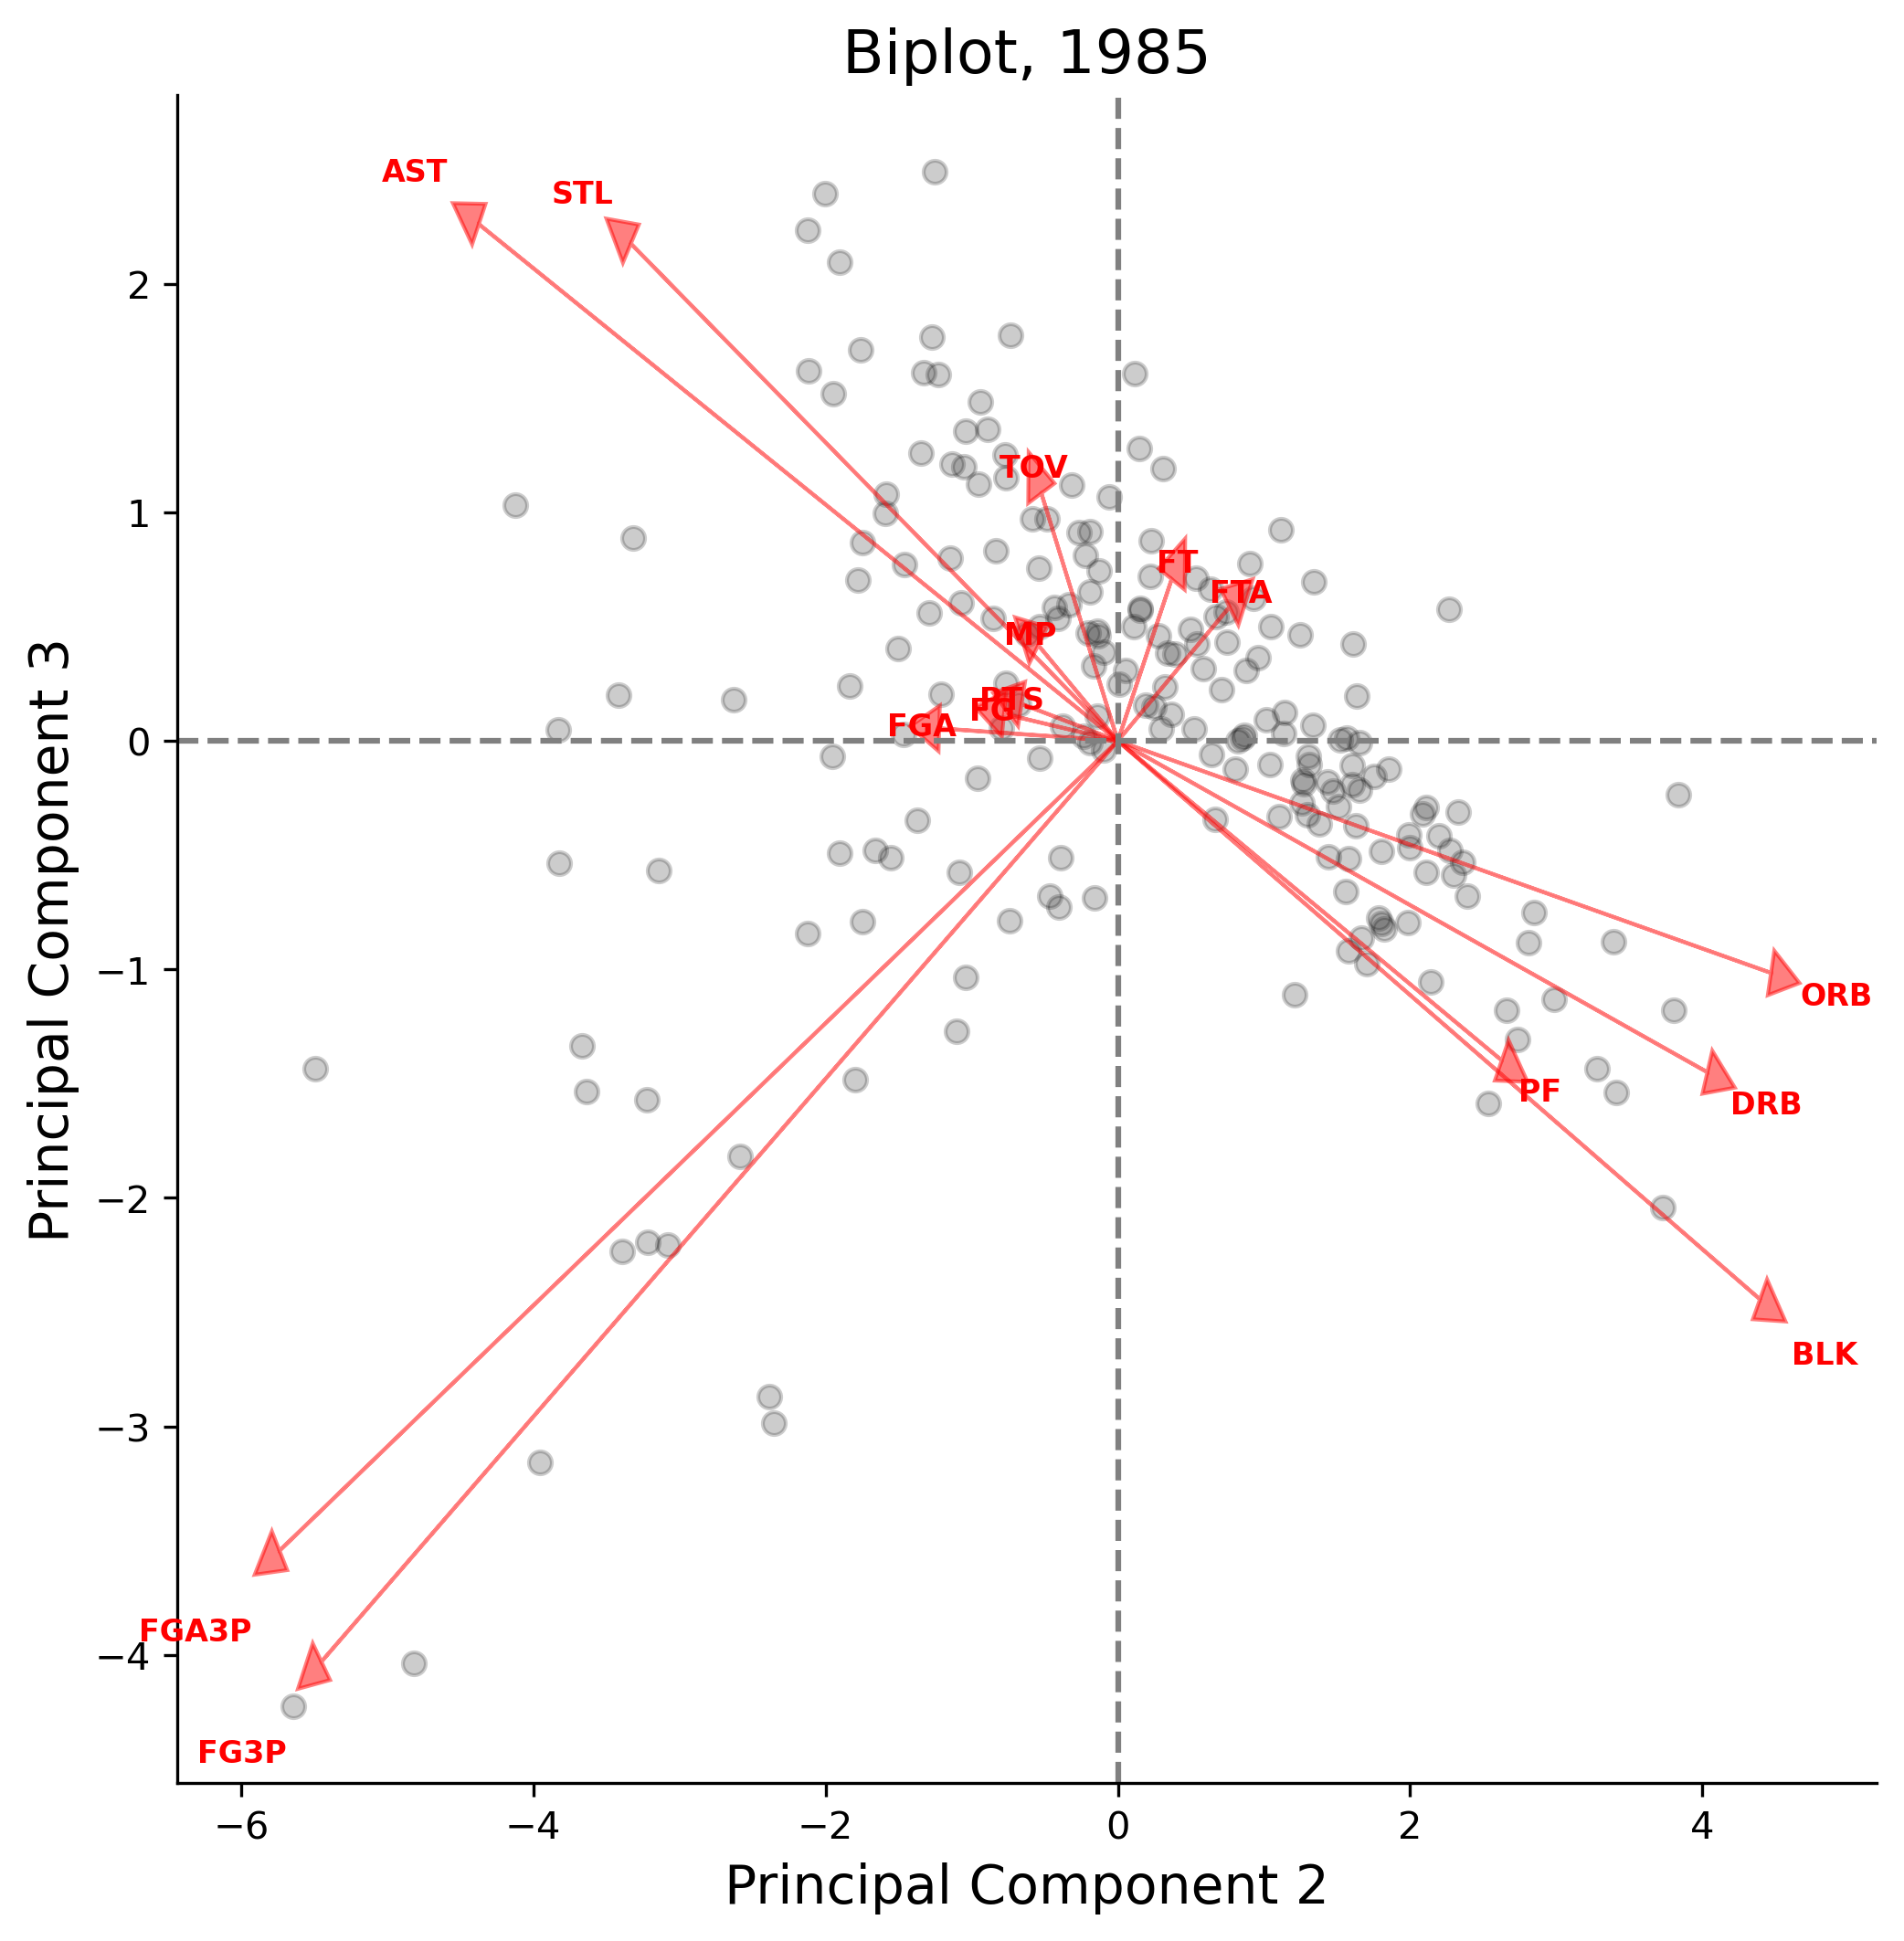 Biplot, 1985
AST
STL
TOV
FT
FTA
MP
PTS
FG
FGA
ORB
PF
DRB
BLK
FGA3P
FG3P
2
1
0
−1
−2
−3
−4
Principal Component 3
−6
−4
−2
0
2
4
Principal Component 2